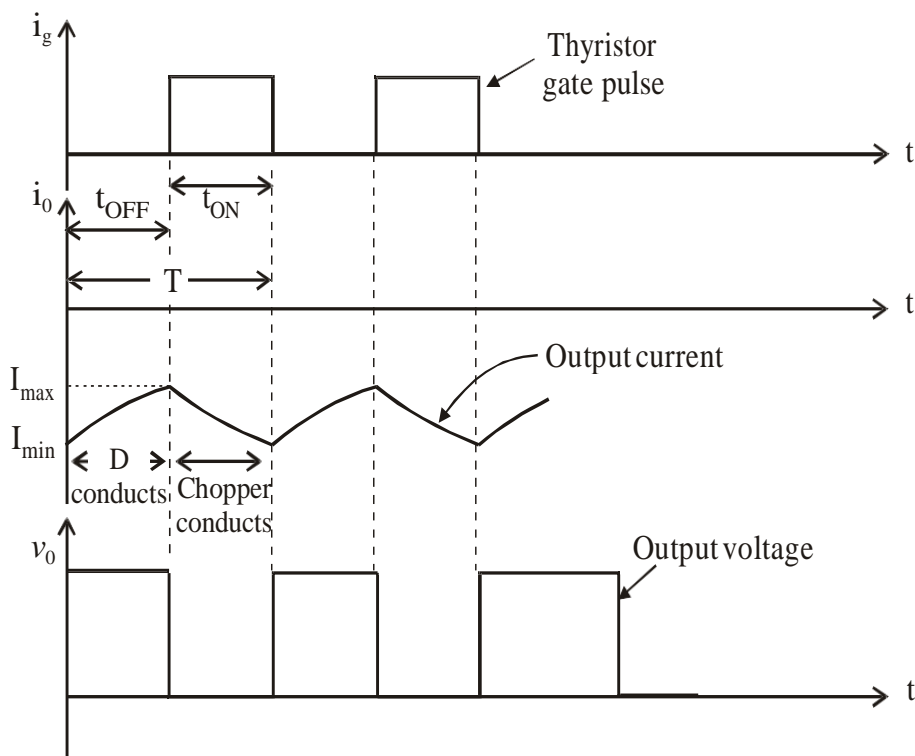 i_g
Thyristor
gate pulse
t
i_0
t_OFF
t_ON
T
t
Output current
I_max
I_min
D
conducts
Chopper
conducts
v_0
Output voltage
t